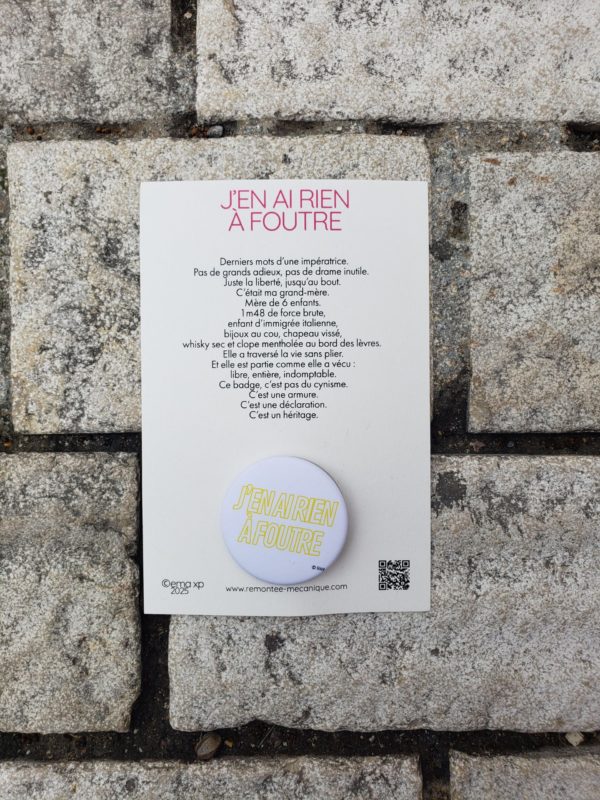 J'EN AI RIEN
À FOUTRE
Derniers mots d'une impératrice.
Pas de grands adieux, pas de drame inutile.
Juste la liberté, jusqu'au bout.
C'était ma grand-mère.
Mère de 6 enfants.
1m48 de force brute,
enfant d'immigrée italienne,
bijoux au cou, chapeau vissé,
whisky sec et clope mentholée au bord des lèvres.
Elle a traversé la vie sans plier.
Et elle est partie comme elle a vécu :
libre, entière, indomptable.
Ce badge, c'est pas du cynisme.
C'est une armure.
C'est une déclaration.
C'est un héritage.
J'EN AI RIEN
À FOUTRE
©
©ema xp
2025
www.remontee-mecanique.com